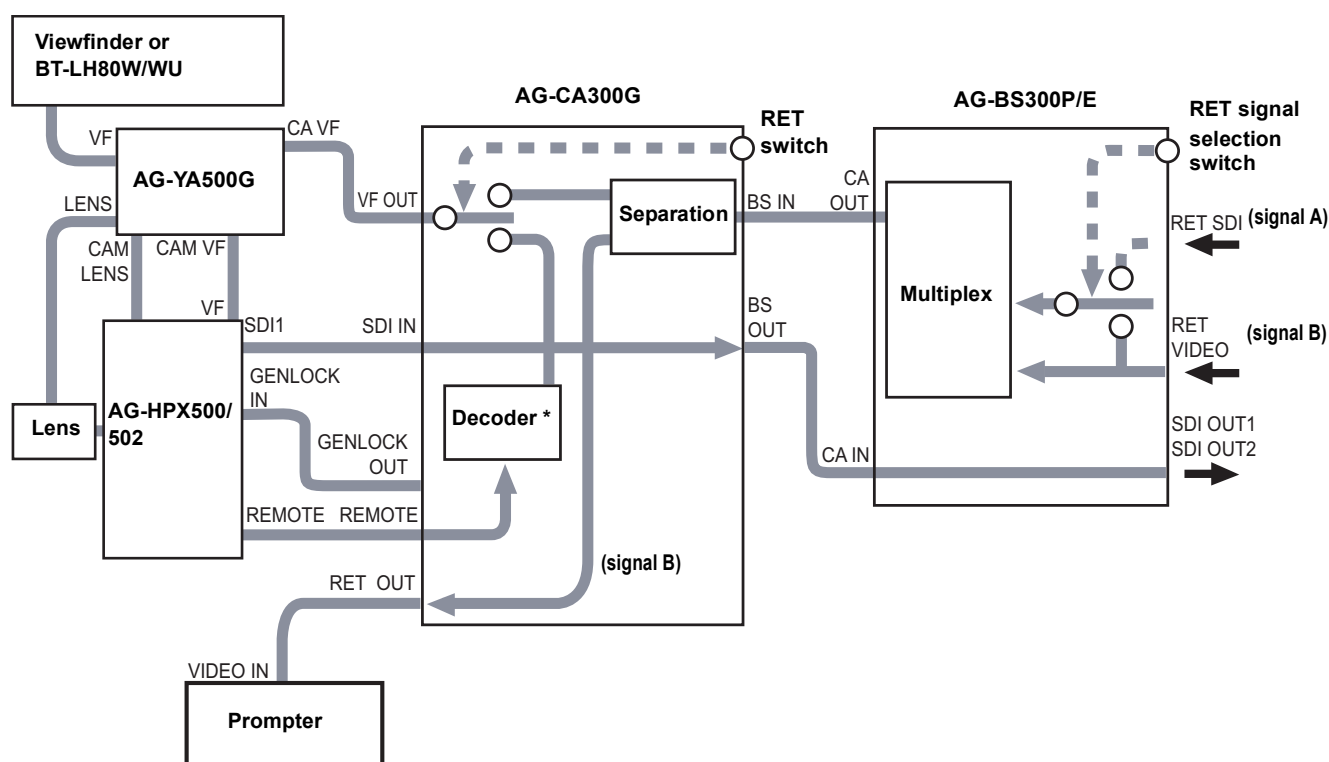 Viewfinder or
BT-LH80W/WU
AG-CA300G
AG-BS300P/E
RET
switch
RET signal
selection
switch
VF
CA VF
AG-YA500G
LENS
VF OUT
Separation
BS IN
CA
OUT
RET SDI
(signal A)
CAM
LENS
CAM VF
Multiplex
VF
SDI1
SDI IN
BS
OUT
RET
VIDEO
(signal B)
GENLOCK
IN
AG-HPX500/
502
Lens
Decoder *
GENLOCK
OUT
CA IN
SDI OUT1
SDI OUT2
REMOTE
REMOTE
(signal B)
RET OUT
VIDEO IN
Prompter